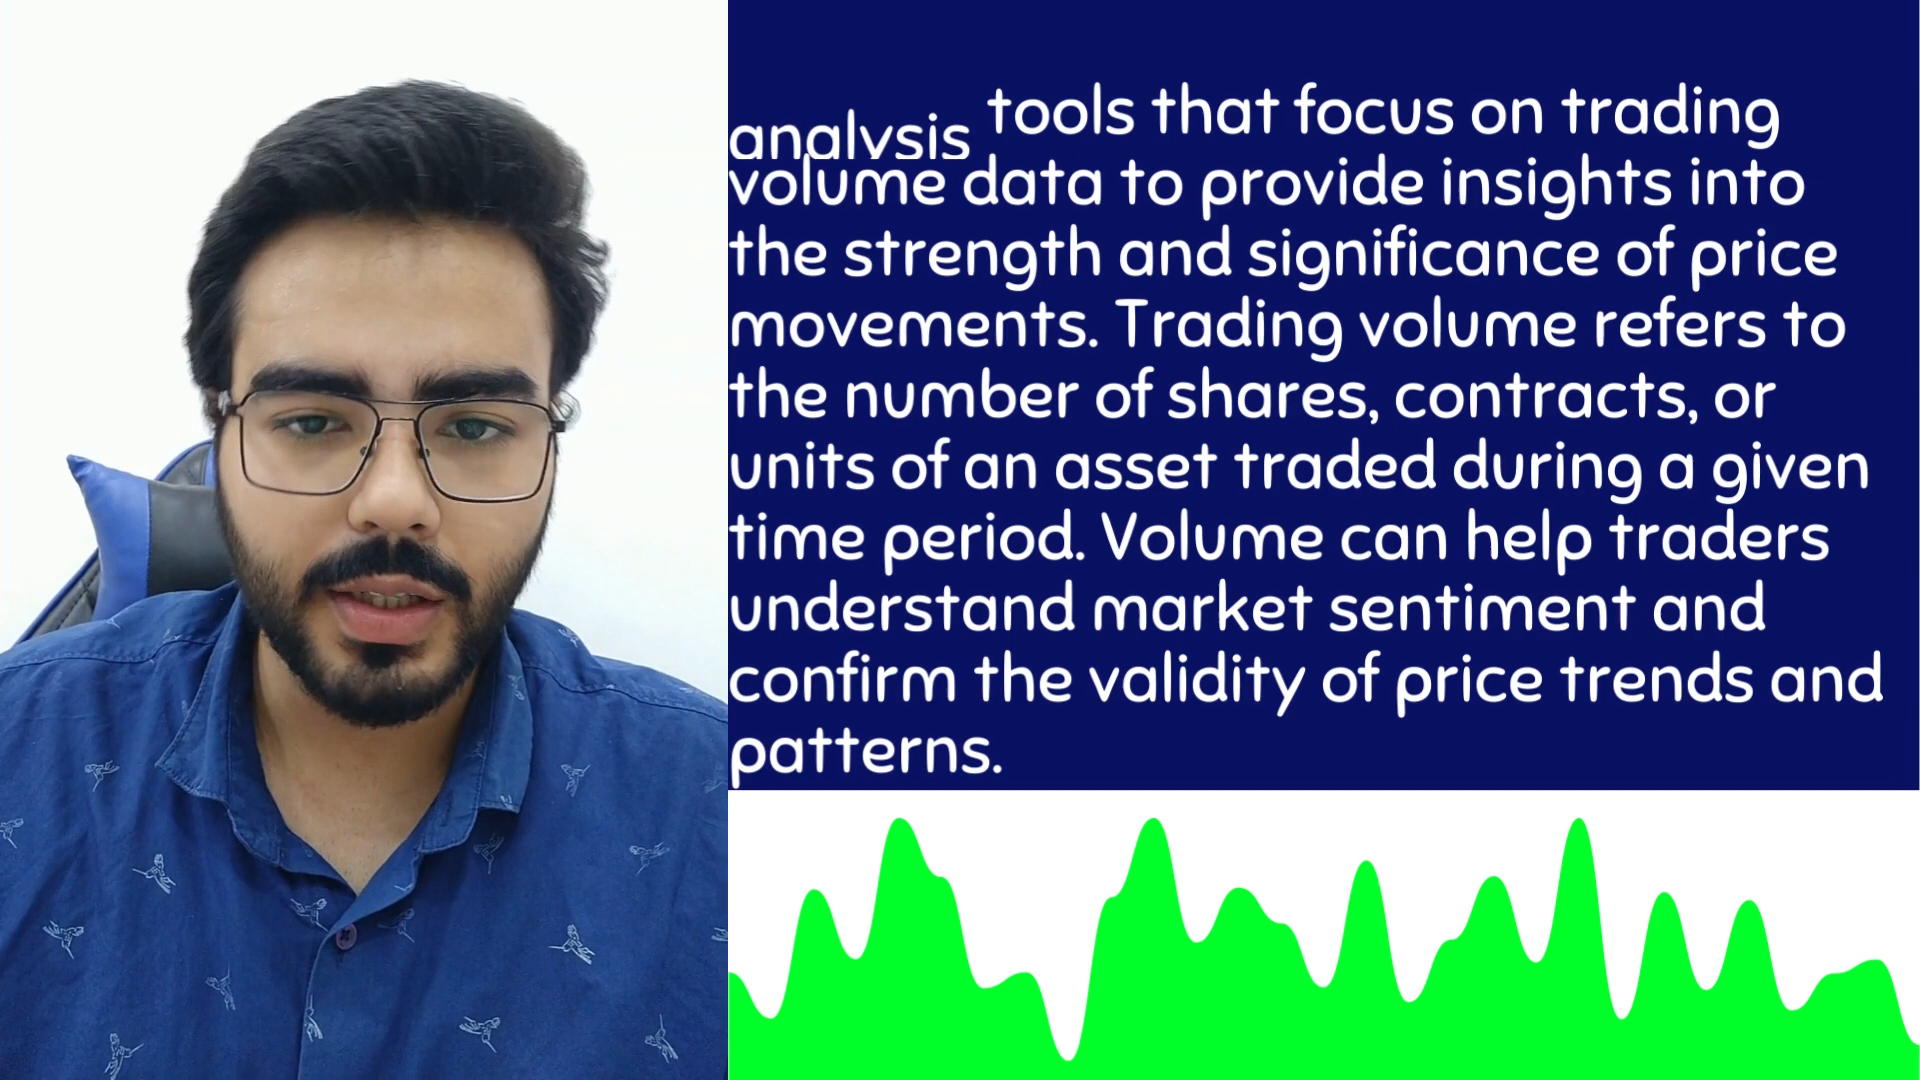 analysis tools that focus on trading
volume data to provide insights into
the strength and significance of price
movements. Trading volume refers to
the number of shares, contracts, or
units of an asset traded during a given
time period. Volume can help traders
understand market sentiment and
confirm the validity of price trends and
patterns.